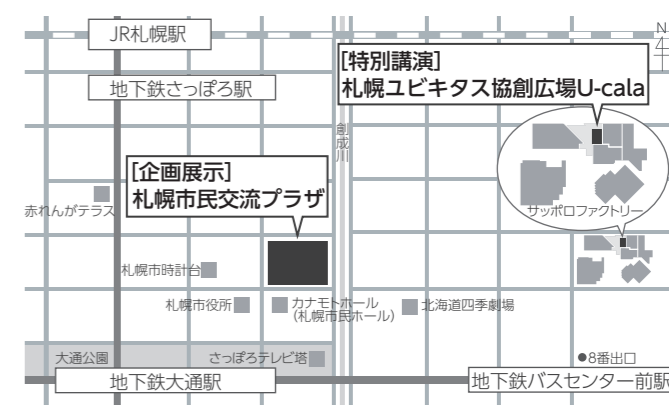 JR札幌駅
N
地下鉄さっぽろ駅
[特別講演]
札幌ユビキタス協創広場U-cala
創成川
[企画展示]
札幌市民交流プラザ
赤れんがテラス
サッポロファクトリー
札幌市時計台
札幌市役所
カナモトホール
(札幌市民ホール)
北海道四季劇場
大通公園
さっぽろテレビ塔
●8番出口
地下鉄大通駅
地下鉄バスセンター前駅